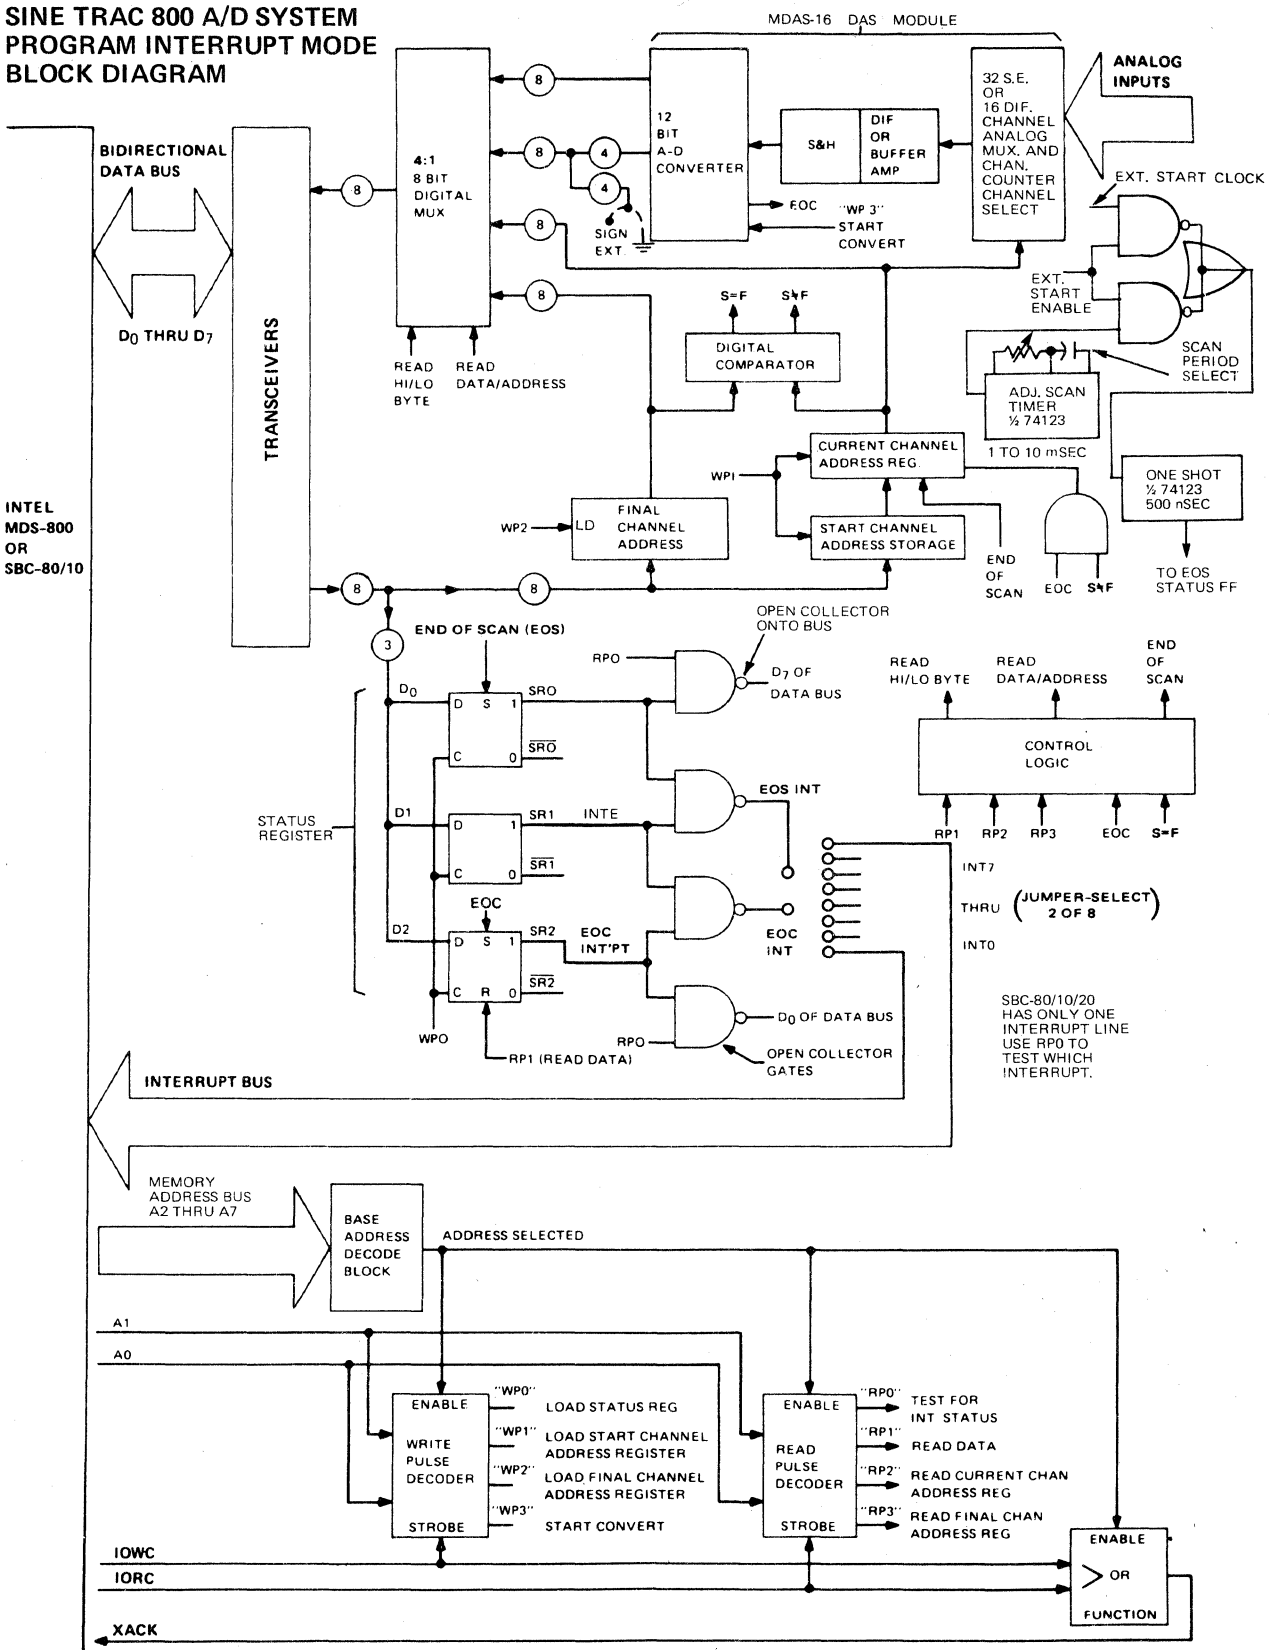 SINE TRAC 800 A/D SYSTEM
PROGRAM INTERRUPT MODE
BLOCK DIAGRAM
MDAS-16 DAS MODULE
ANALOG
INPUTS
32 S.E.
OR
16 DIF.
CHANNEL
ANALOG
MUX. AND
CHAN.
COUNTER
CHANNEL
SELECT
DIF
OR
BUFFER
AMP
S&H
12
BIT
A-D
CONVERTER
8
8
4
4
8
8
4:1
8 BIT
DIGITAL
MUX
SIGN
EXT.
EOC
"WP 3"
START
CONVERT
EXT. START CLOCK
EXT.
START
ENABLE
BIDIRECTIONAL
DATA BUS
D0 THRU D7
8
TRANSCEIVERS
READ
HI/LO
BYTE
READ
DATA/ADDRESS
S=F
S≠F
DIGITAL
COMPARATOR
SCAN
PERIOD
SELECT
ADJ. SCAN
TIMER
½ 74123
1 TO 10 mSEC
CURRENT CHANNEL
ADDRESS REG.
WP1
START CHANNEL
ADDRESS STORAGE
WP2
LD
FINAL
CHANNEL
ADDRESS
END
OF
SCAN
EOC
S≠F
ONE SHOT
½ 74123
500 nSEC
TO EOS
STATUS FF
INTEL
MDS-800
OR
SBC-80/10
8
8
3
END OF SCAN (EOS)
OPEN COLLECTOR
ONTO BUS
RPO
D7 OF
DATA BUS
D0
D S 1
SRO
SRO
C 0
READ
HI/LO BYTE
READ
DATA/ADDRESS
END
OF
SCAN
CONTROL
LOGIC
RP1
RP2
RP3
EOC
S=F
STATUS
REGISTER
D1
D 1
SR1
INTE
SR1
C 0
EOS INT
EOC
D2
D S 1
SR2
EOC
INT'PT
SR2
C R 0
EOC
INT
INT7
THRU
(JUMPER-SELECT
2 OF 8)
INT0
WPO
RP1 (READ DATA)
RPO
D0 OF DATA BUS
OPEN COLLECTOR
GATES
SBC-80/10/20
HAS ONLY ONE
INTERRUPT LINE
USE RP0 TO
TEST WHICH
INTERRUPT.
INTERRUPT BUS
MEMORY
ADDRESS BUS
A2 THRU A7
BASE
ADDRESS
DECODE
BLOCK
ADDRESS SELECTED
A1
A0
ENABLE
WRITE
PULSE
DECODER
STROBE
"WP0"
LOAD STATUS REG
"WP1"
LOAD START CHANNEL
ADDRESS REGISTER
"WP2"
LOAD FINAL CHANNEL
ADDRESS REGISTER
"WP3"
START CONVERT
ENABLE
READ
PULSE
DECODER
STROBE
"RP0"
TEST FOR
INT STATUS
"RP1"
READ DATA
"RP2"
READ CURRENT CHAN
ADDRESS REG
"RP3"
READ FINAL CHAN
ADDRESS REG
ENABLE
OR
FUNCTION
IOWC
IORC
XACK